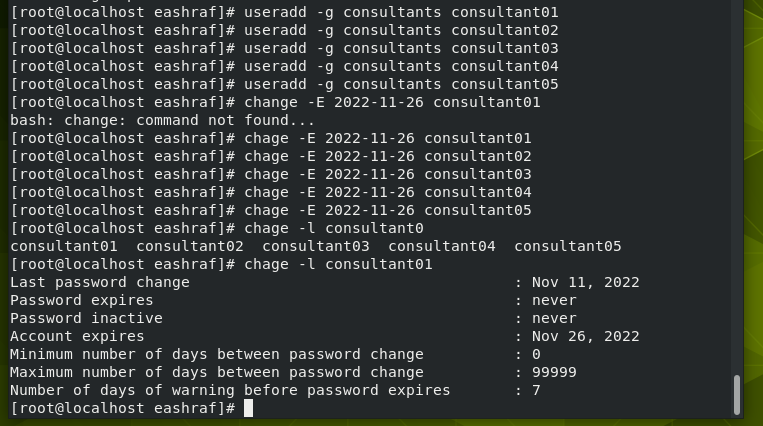 [root@localhost eashraf]# useradd -g consultants consultant01
[root@localhost eashraf]# useradd -g consultants consultant02
[root@localhost eashraf]# useradd -g consultants consultant03
[root@localhost eashraf]# useradd -g consultants consultant04
[root@localhost eashraf]# useradd -g consultants consultant05
[root@localhost eashraf]# change -E 2022-11-26 consultant01
bash: change: command not found...
[root@localhost eashraf]# chage -E 2022-11-26 consultant01
[root@localhost eashraf]# chage -E 2022-11-26 consultant02
[root@localhost eashraf]# chage -E 2022-11-26 consultant03
[root@localhost eashraf]# chage -E 2022-11-26 consultant04
[root@localhost eashraf]# chage -E 2022-11-26 consultant05
[root@localhost eashraf]# chage -l consultant0
consultant01  consultant02  consultant03  consultant04  consultant05
[root@localhost eashraf]# chage -l consultant01
Last password change                                    : Nov 11, 2022
Password expires                                        : never
Password inactive                                       : never
Account expires                                         : Nov 26, 2022
Minimum number of days between password change          : 0
Maximum number of days between password change          : 99999
Number of days of warning before password expires       : 7
[root@localhost eashraf]#